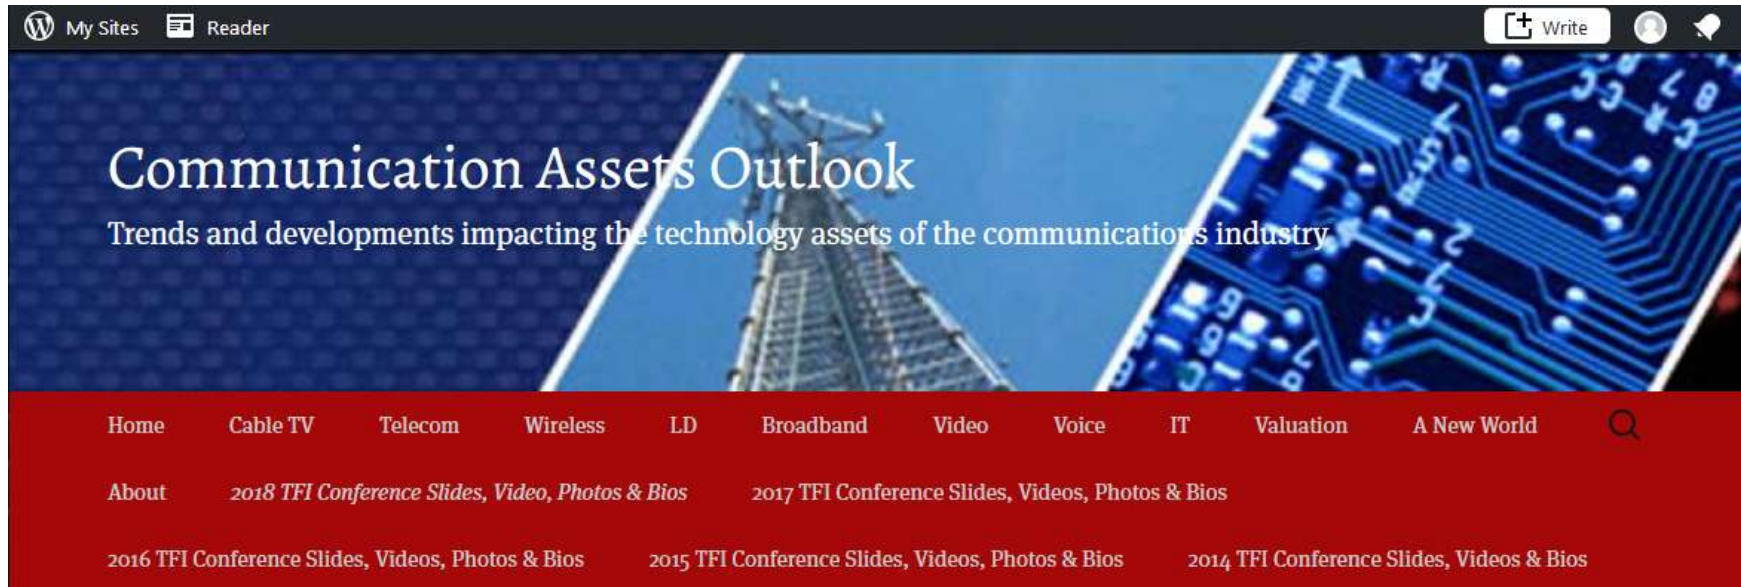 My Sites Reader Write
Communication Assets Outlook
Trends and developments impacting the technology assets of the communications industry
Home Cable TV Telecom Wireless LD Broadband Video Voice IT Valuation A New World
About 2018 TFI Conference Slides, Video, Photos & Bios 2017 TFI Conference Slides, Videos, Photos & Bios
2016 TFI Conference Slides, Videos, Photos & Bios 2015 TFI Conference Slides, Videos, Photos & Bios 2014 TFI Conference Slides, Videos & Bios